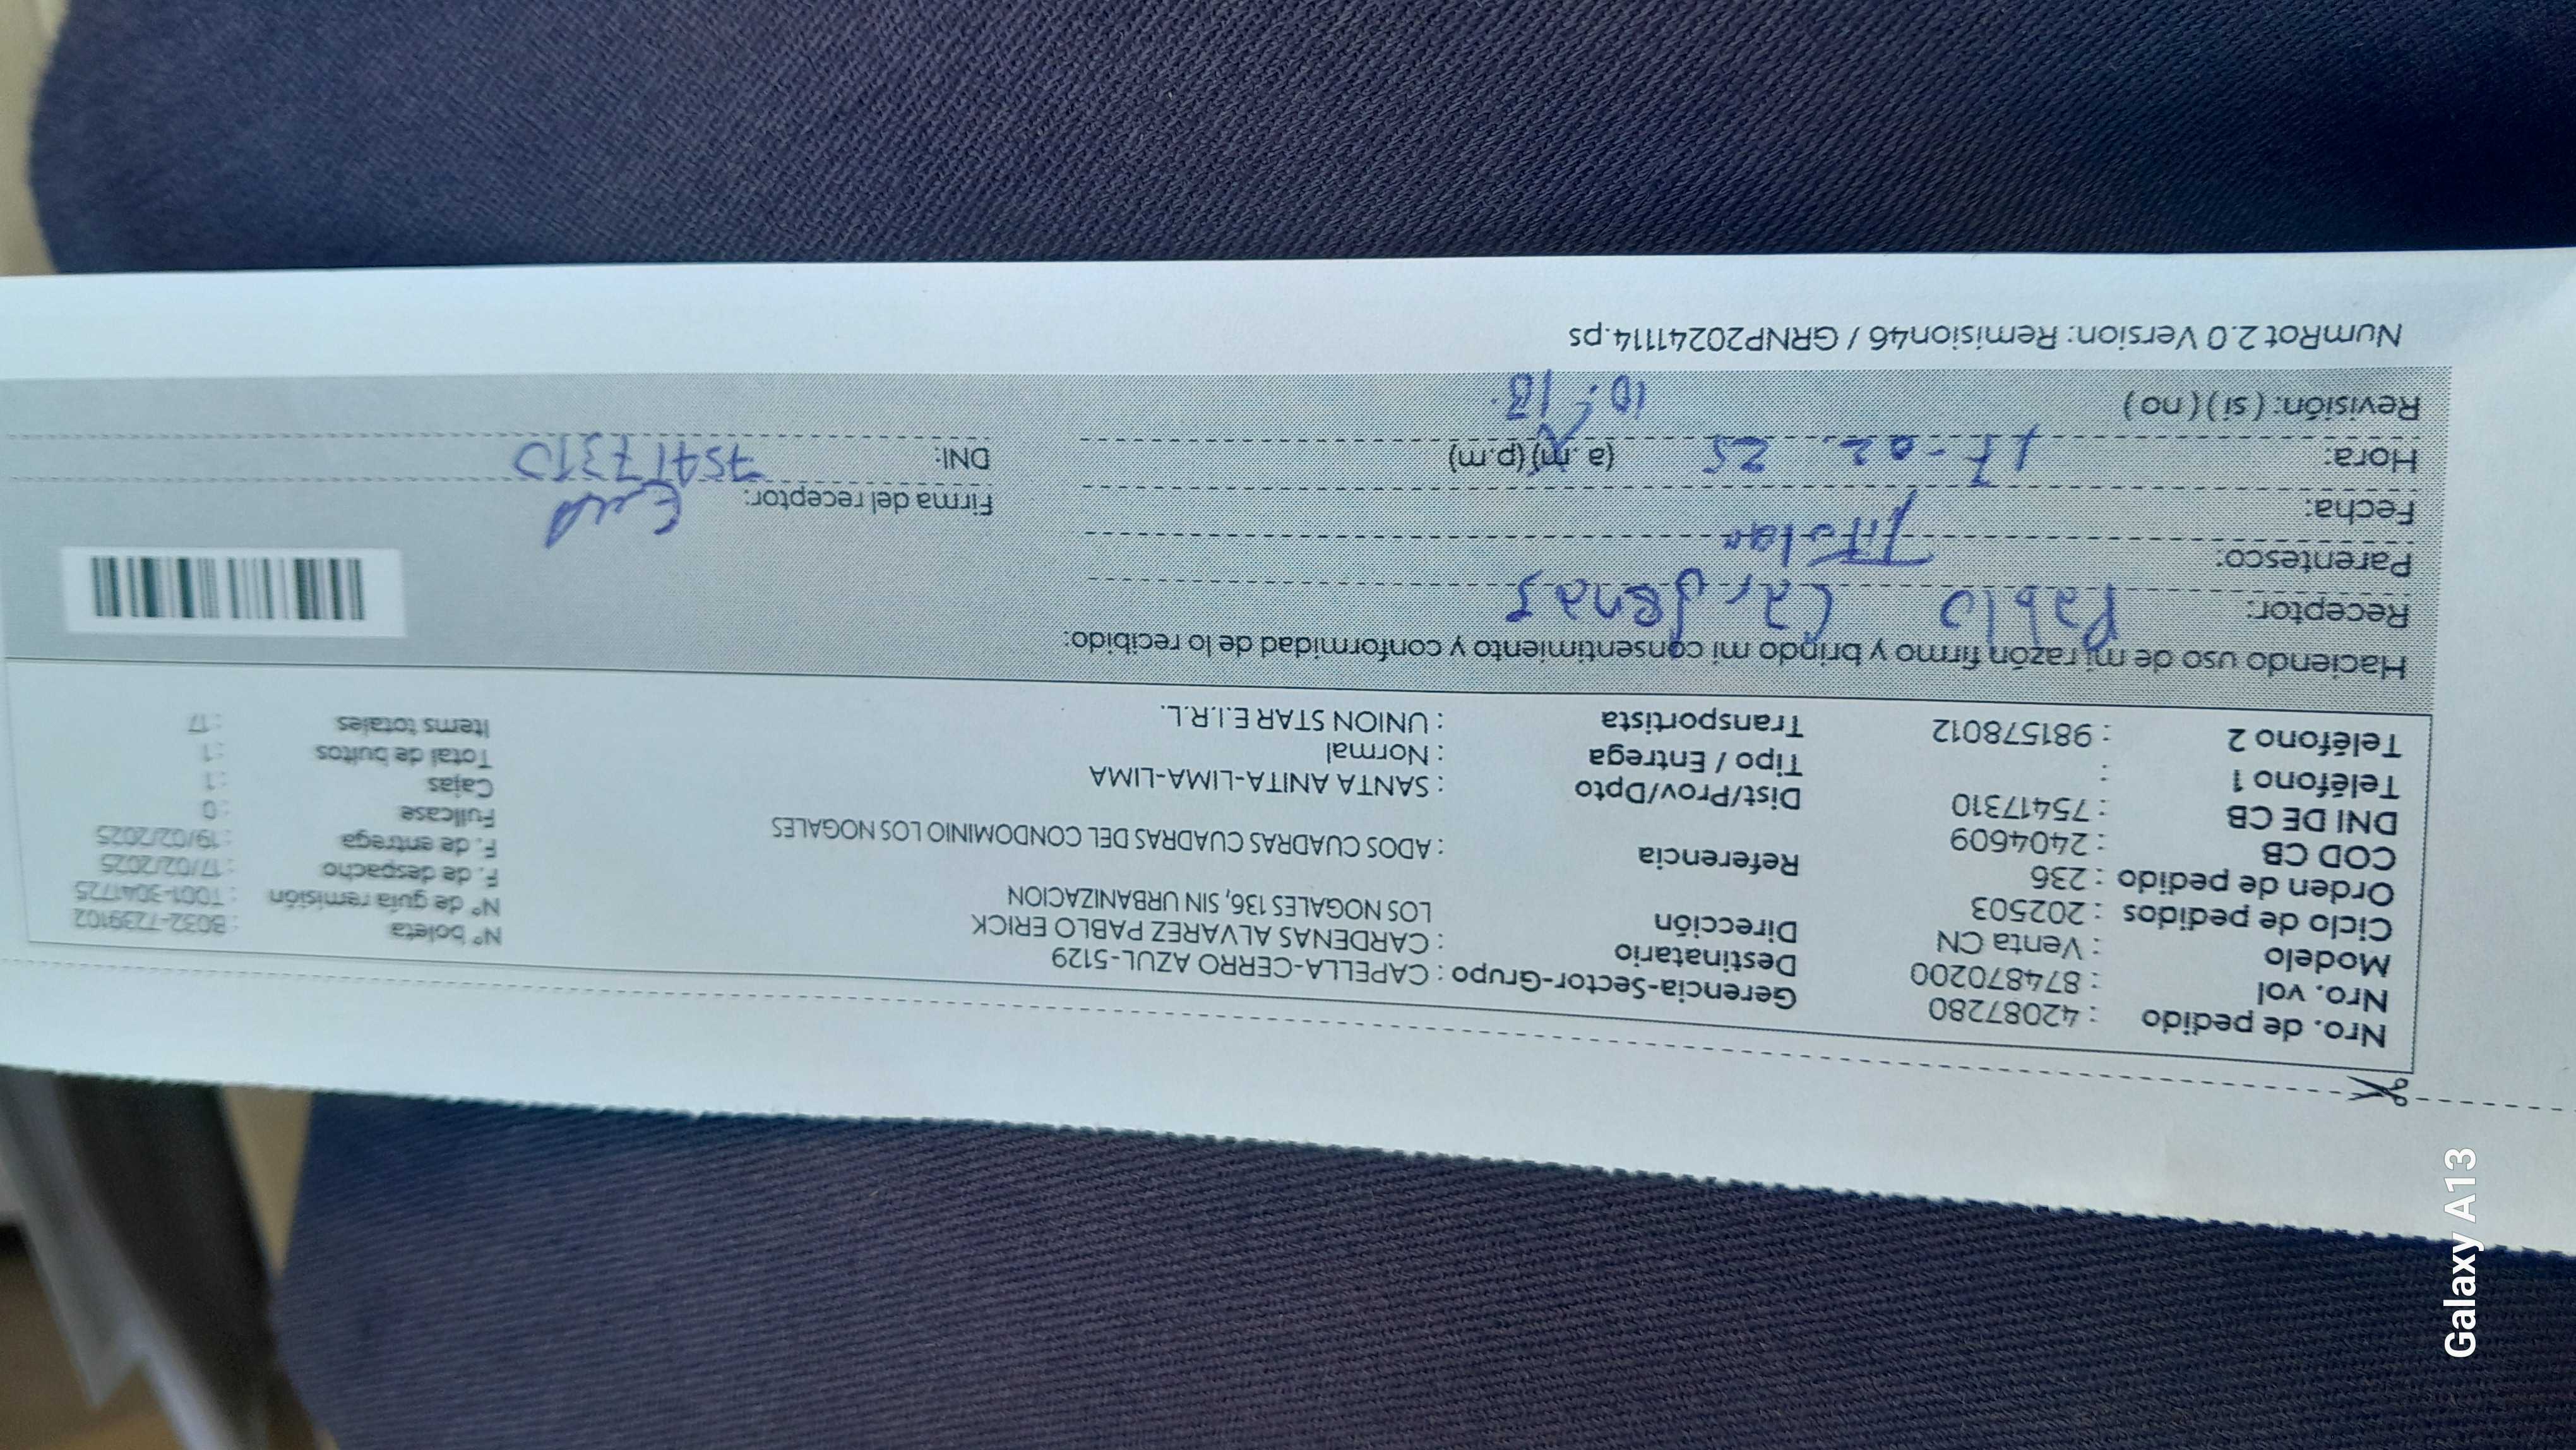 Nro. de pedido : 42087280
Nro. vol : 874870200
Modelo : Venta CN
Ciclo de pedidos : 202503
Orden de pedido : 236
COD CB : 2404609
DNI DE CB : 75417310
Teléfono 1 :
Teléfono 2 : 981578012
Gerencia-Sector-Grupo : CAPELLA-CERRO AZUL-5129
Destinatario : CARDENAS ALVAREZ PABLO ERICK
Dirección LOS NOGALES 136, SIN URBANIZACION
Referencia : ADOS CUADRAS CUADRAS DEL CONDOMINIO LOS NOGALES
Dist/Prov/Dpto : SANTA ANITA-LIMA-LIMA
Tipo / Entrega : Normal
Transportista : UNION STAR E.I.R.L.
N° boleta : B032-7239102
N° de guía remisión : T001-3041725
F. de despacho : 17/02/2025
F. de entrega : 19/02/2025
Fullcase : 0
Cajas : 1
Total de bultos : 1
Items totales : 17
Haciendo uso de mi razón firmo y brindo mi consentimiento y conformidad de lo recibido:
Receptor: Pablo Cardenas
Parentesco: Titular
Fecha: 17-02-25
Hora: (a.m)(p.m) 10:13
Revisión: (si) (no)
Firma del receptor:
DNI: 75417310
NumRot 2.0 Version: Remision46 / GRNP20241114.ps
Galaxy A13